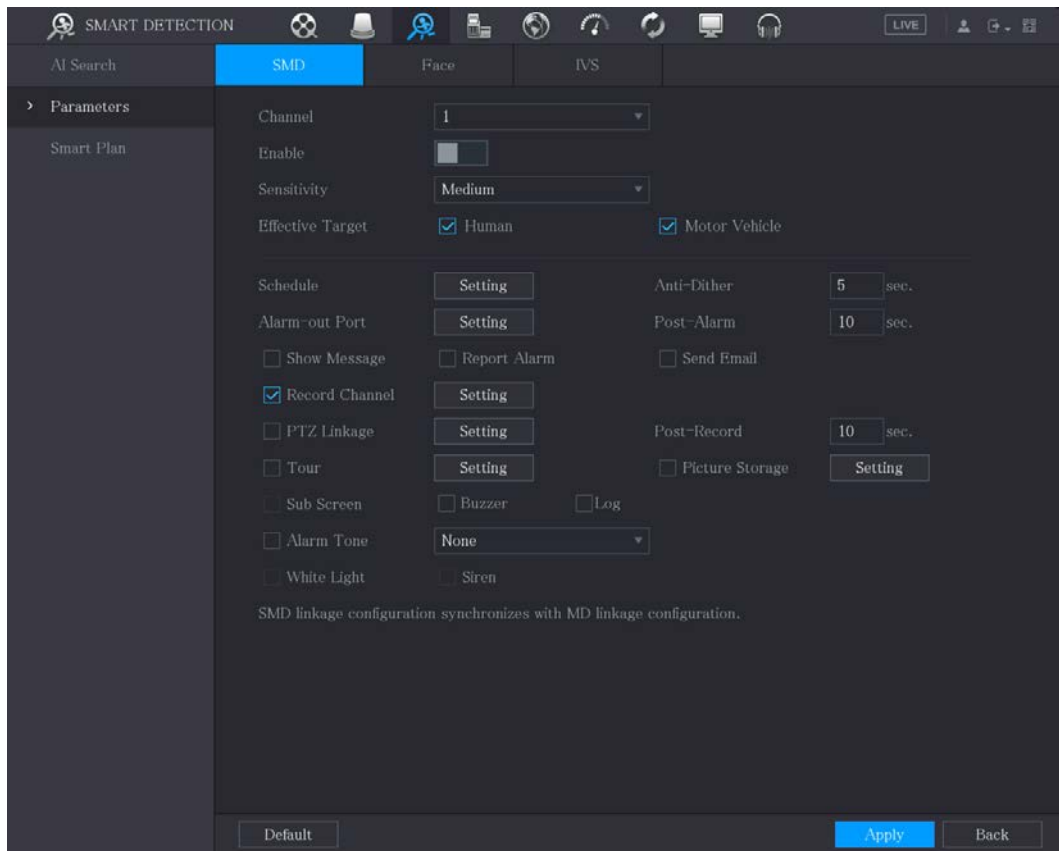 SMART DETECTION LIVE
AI Search SMD Face IVS
Parameters
Smart Plan
Channel 1
Enable
Sensitivity Medium
Effective Target Human Motor Vehicle
Schedule Setting Anti-Dither 5 sec.
Alarm-out Port Setting Post-Alarm 10 sec.
Show Message Report Alarm Send Email
Record Channel Setting
PTZ Linkage Setting Post-Record 10 sec.
Tour Setting Picture Storage Setting
Sub Screen Buzzer Log
Alarm Tone None
White Light Siren
SMD linkage configuration synchronizes with MD linkage configuration.
Default Apply Back